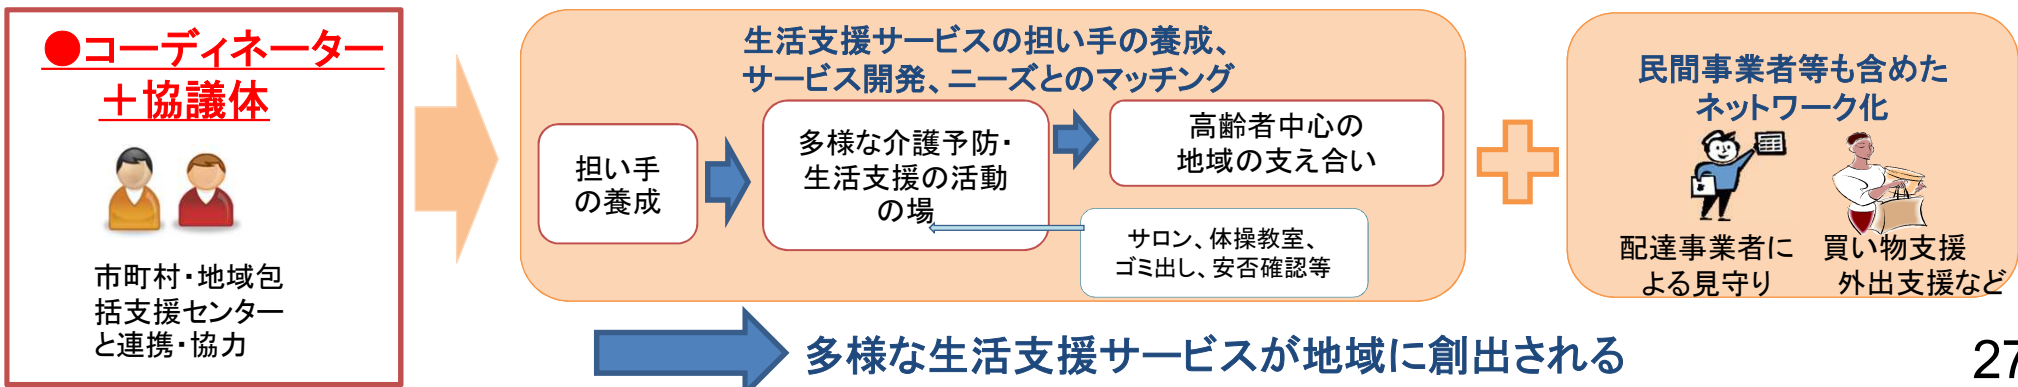 ●コーディネーター
＋協議体
市町村・地域包
括支援センター
と連携・協力
生活支援サービスの担い手の養成、
サービス開発、ニーズとのマッチング
担い手
の養成
多様な介護予防・
生活支援の活動
の場
高齢者中心の
地域の支え合い
サロン、体操教室、
ゴミ出し、安否確認等
民間事業者等も含めた
ネットワーク化
配達事業者に
よる見守り
買い物支援
外出支援など
多様な生活支援サービスが地域に創出される
27